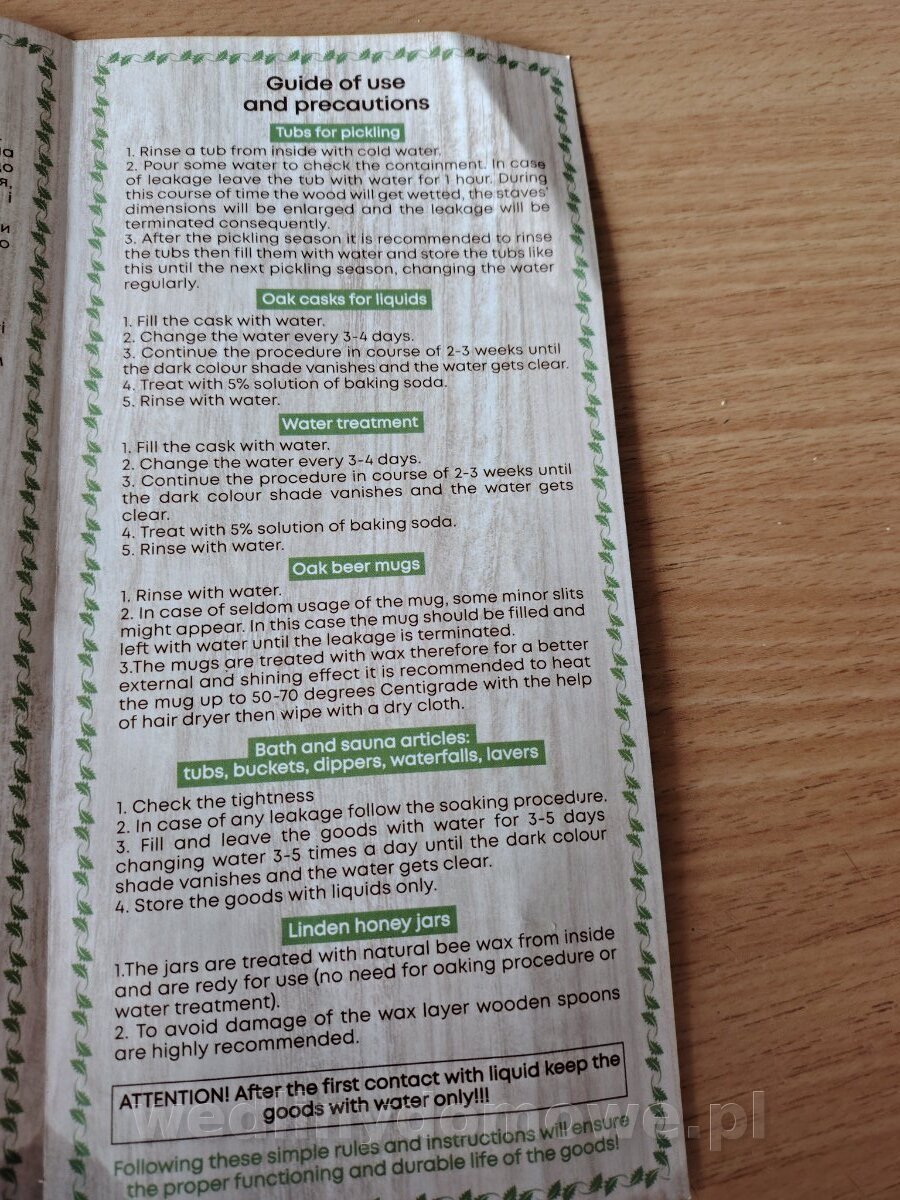 Guide of use
and precautions
Tubs for pickling
1. Rinse a tub from inside with cold water.
2. Pour some water to check the containment. In case
of leakage leave the tub with water for 1 hour. During
this course of time the wood will get wetted, the staves'
dimensions will be enlarged and the leakage will be
terminated consequently.
3. After the pickling season it is recommended to rinse
the tubs then fill them with water and store the tubs like
this until the next pickling season, changing the water
regularly.
Oak casks for liquids
1. Fill the cask with water.
2. Change the water every 3-4 days.
3. Continue the procedure in course of 2-3 weeks until
the dark colour shade vanishes and the water gets clear.
4. Treat with 5% solution of baking soda.
5. Rinse with water.
Water treatment
1. Fill the cask with water.
2. Change the water every 3-4 days.
3. Continue the procedure in course of 2-3 weeks until
the dark colour shade vanishes and the water gets
clear.
4. Treat with 5% solution of baking soda.
5. Rinse with water.
Oak beer mugs
1. Rinse with water.
2. In case of seldom usage of the mug, some minor slits
might appear. In this case the mug should be filled and
left with water until the leakage is terminated.
3.The mugs are treated with wax therefore for a better
external and shining effect it is recommended to heat
the mug up to 50-70 degrees Centigrade with the help
of hair dryer then wipe with a dry cloth.
Bath and sauna articles:
tubs, buckets, dippers, waterfalls, lavers
1. Check the tightness
2. In case of any leakage follow the soaking procedure.
3. Fill and leave the goods with water for 3-5 days
changing water 3-5 times a day until the dark colour
shade vanishes and the water gets clear.
4. Store the goods with liquids only.
Linden honey jars
1.The jars are treated with natural bee wax from inside
and are redy for use (no need for oaking procedure or
water treatment).
2. To avoid damage of the wax layer wooden spoons
are highly recommended.
ATTENTION! After the first contact with liquid keep the
goods with water only!!!
wedlinydomowe.pl
Following these simple rules and instructions will ensure
the proper functioning and durable life of the goods!